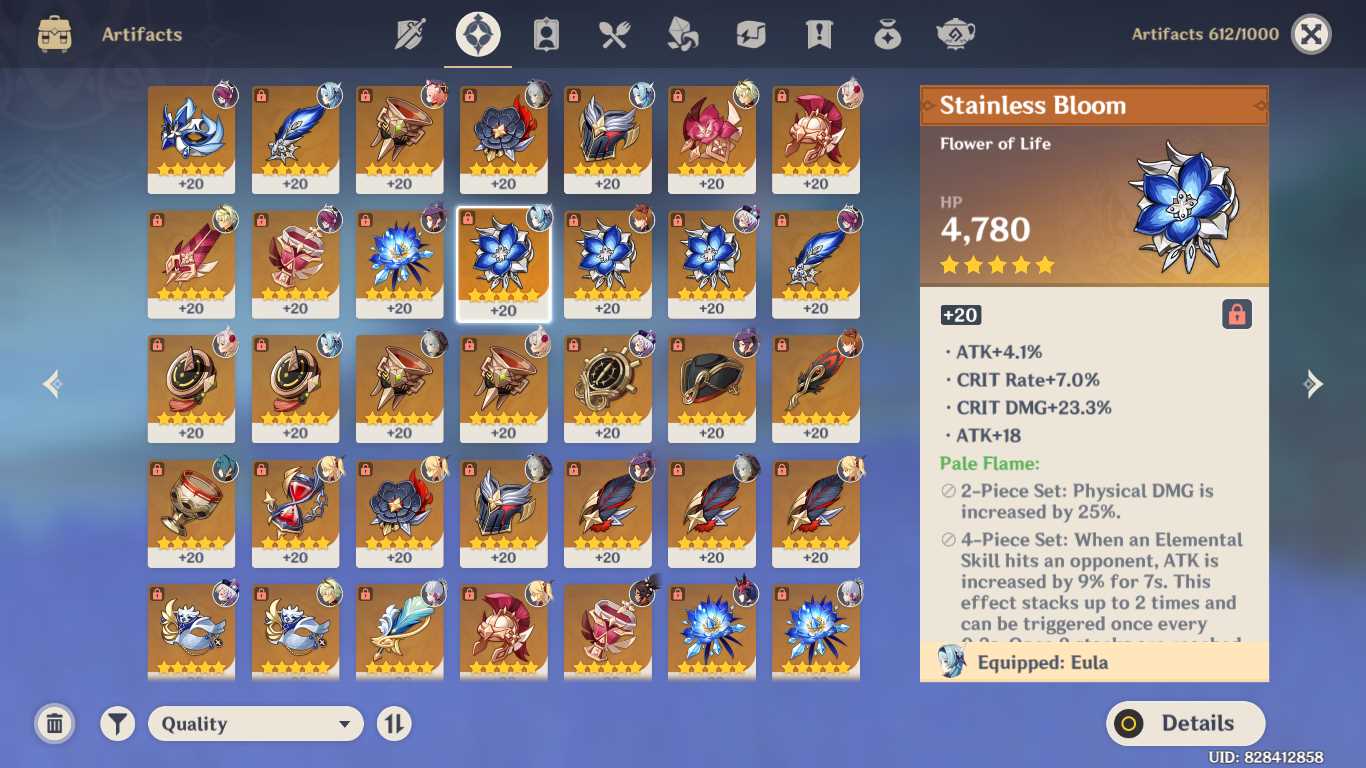 Artifacts
Artifacts 612/1000
+20 +20 +20 +20 +20 +20 +20
+20 +20 +20 +20 +20 +20 +20
+20 +20 +20 +20 +20 +20 +20
+20 +20 +20 +20 +20 +20 +20
Stainless Bloom
Flower of Life
HP
4,780
+20
· ATK+4.1%
· CRIT Rate+7.0%
· CRIT DMG+23.3%
· ATK+18
Pale Flame:
2-Piece Set: Physical DMG is
increased by 25%.
4-Piece Set: When an Elemental
Skill hits an opponent, ATK is
increased by 9% for 7s. This
effect stacks up to 2 times and
can be triggered once every
Equipped: Eula
Quality
Details
UID: 828412858